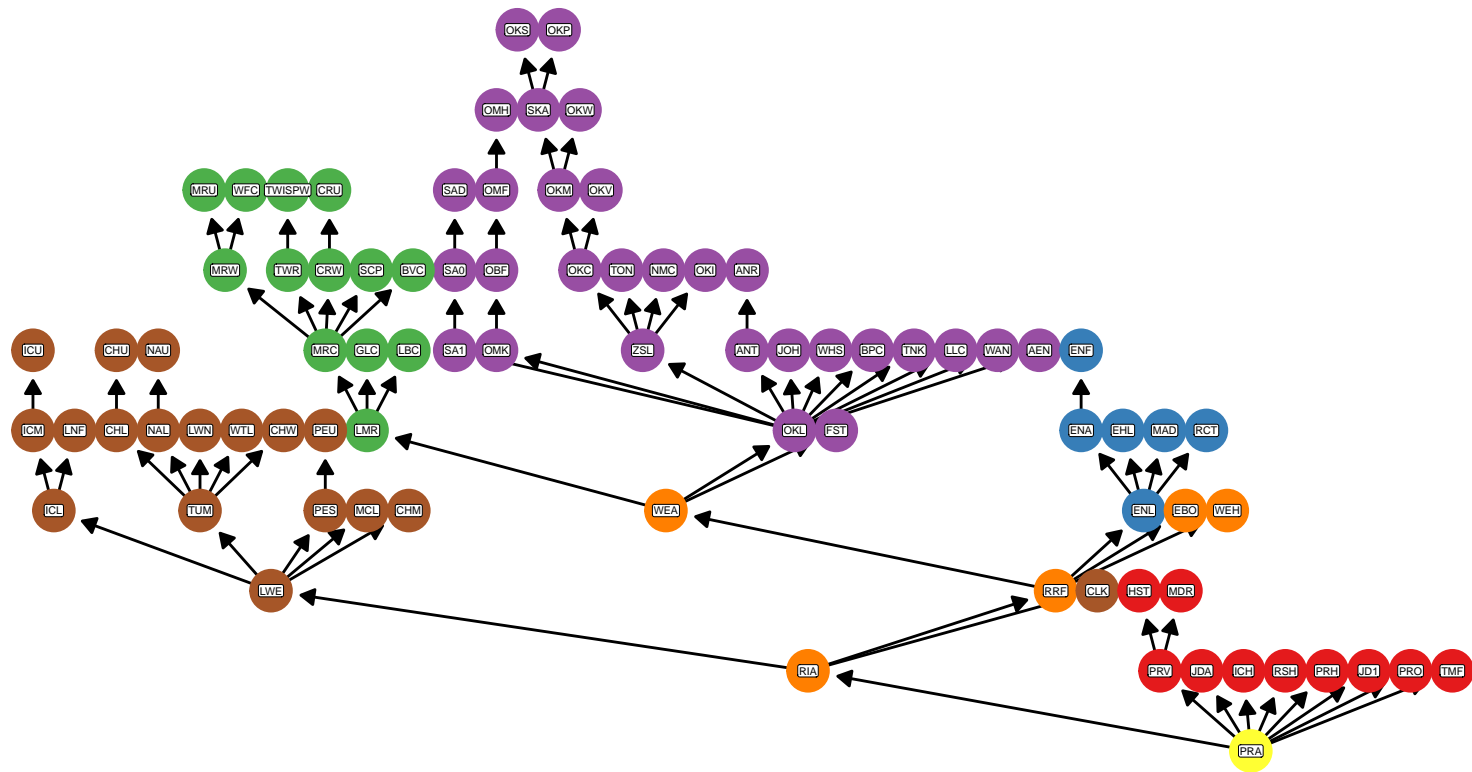 OKS OKP
OMH SKA OKW
MRU WFC TWISPW CRU SAD OMF OKM OKV
MRW TWR CRW SCP BVC SA0 OBF OKC TON NMC OKI ANR
ICU CHU NAU MRC GLC LBC SA1 OMK ZSL ANT JOH WHS BPC TNK LLC WAN AEN ENF
ICM LNF CHL NAL LWN WTL CHW PEU LMR OKL FST ENA EHL MAD RCT
ICL TUM PES MCL CHM WEA ENL EBO WEH
LWE RRF CLK HST MDR
RIA PRV JDA ICH RSH PRH JD1 PRO TMF
PRA